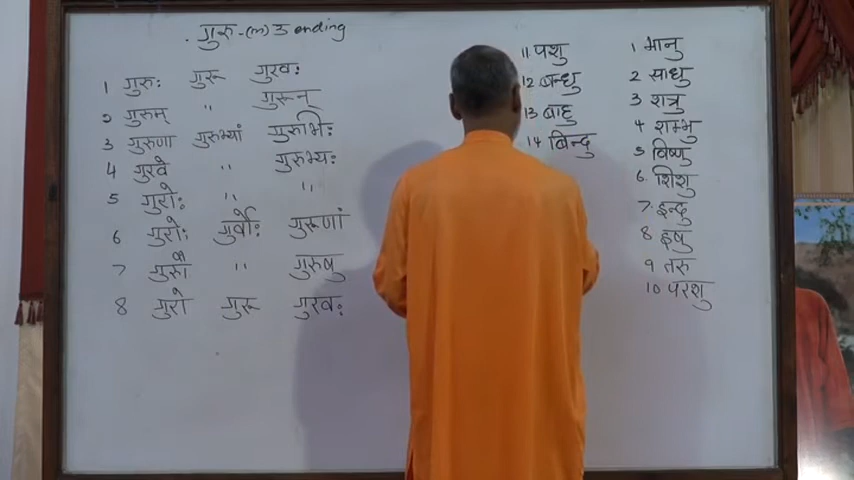 . गुरु - (m) उ ending
1 गुरुः गुरू गुरवः
2 गुरुम् " गुरून्
3 गुरुणा गुरुभ्यां गुरुभिः
4 गुरवे " गुरुभ्यः
5 गुरोः " "
6 गुरोः गुर्वोः गुरूणां
7 गुरौ " गुरुषु
8 गुरो गुरू गुरवः
11 पशु
12 बन्धु
13 बाहु
14 बिन्दु
1 भानु
2 साधु
3 शत्रु
4 शम्भु
5 विष्णु
6. शिशु
7. इन्दु
8 इषु
9 तरु
10 परशु